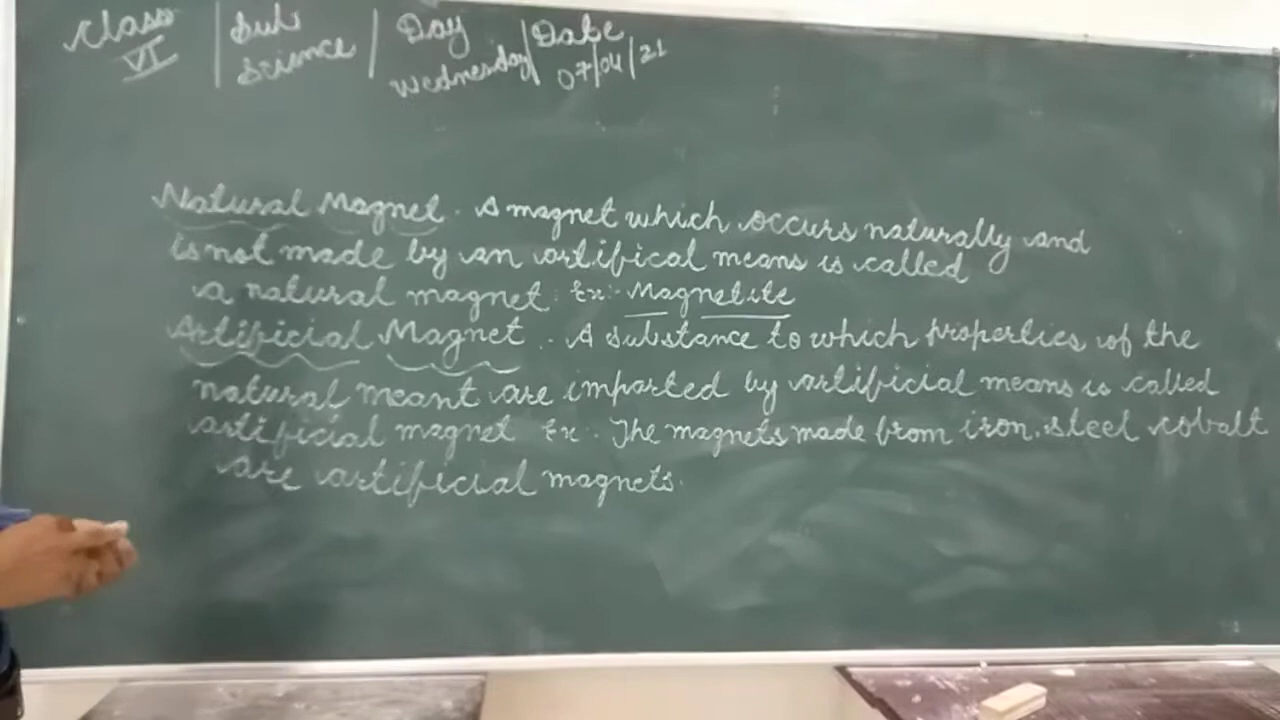 Class | Sub | Day | Date
VI | Science | Wednesday | 07/04/21
Natural Magnet. A magnet which occurs naturally and
is not made by an artifical means is called
a natural magnet. Ex:- Magnetite
Artificial Magnet. . A substance to which properties of the
natural meant are imparted by artificial means is called
artificial magnet Ex:- The magnets made from iron, steel cobalt
are artificial magnets.